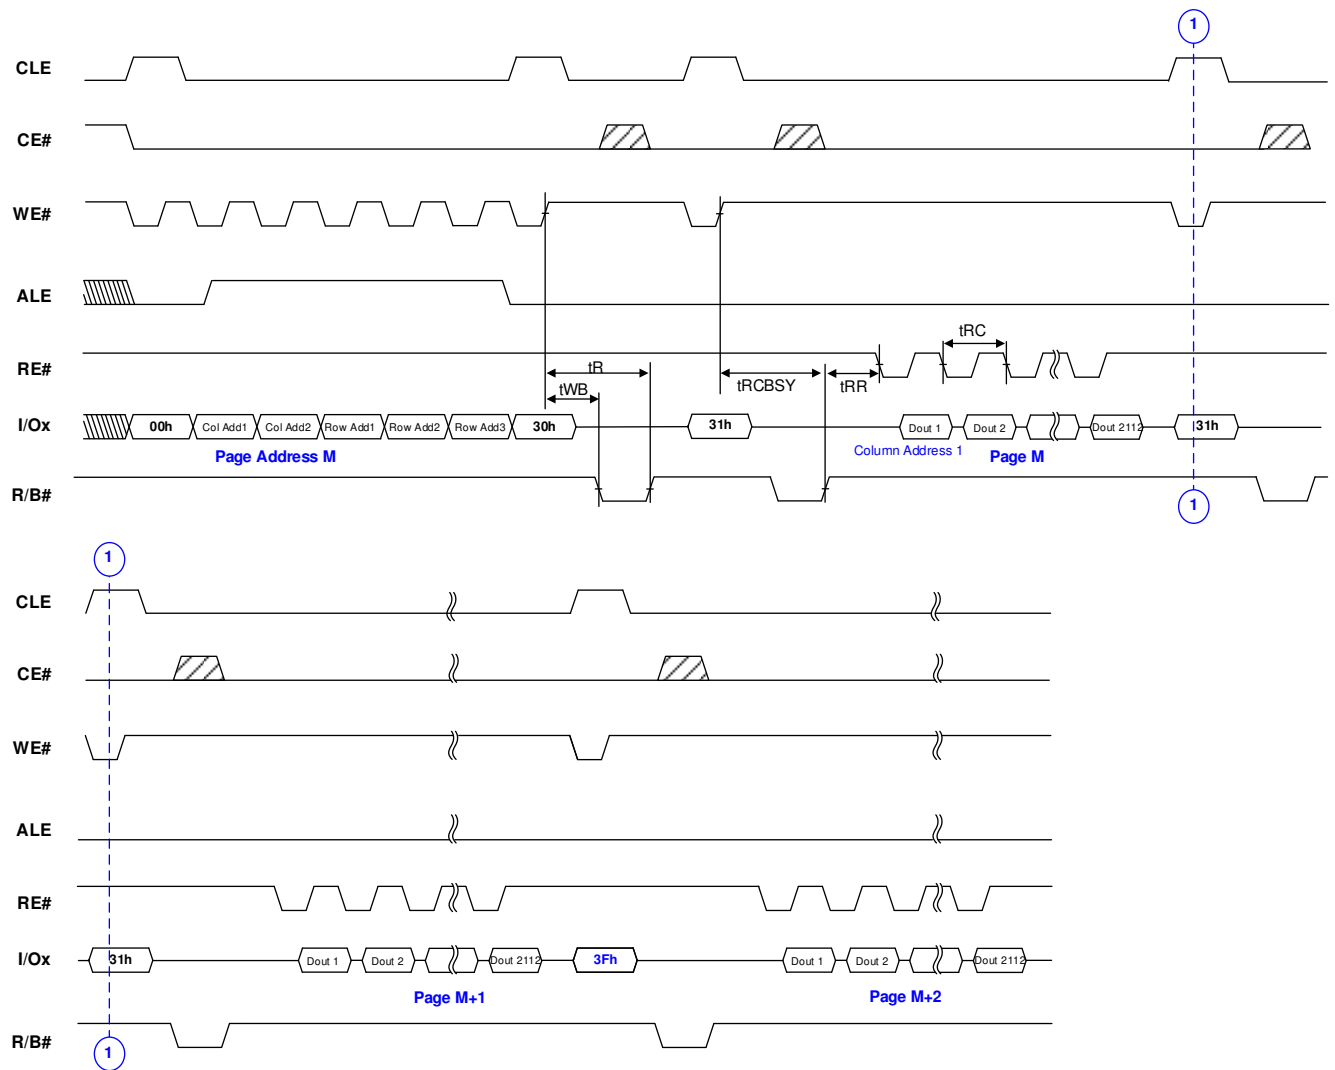 1
CLE
CE#
WE#
ALE
tRC
RE#
tR
tRCBSY
tRR
tWB
I/Ox
00h Col Add1 Col Add2 Row Add1 Row Add2 Row Add3 30h 31h Dout 1 Dout 2 Dout 2112 31h
Page Address M
Column Address 1
Page M
R/B#
1
1
CLE
CE#
WE#
ALE
RE#
I/Ox
31h Dout 1 Dout 2 Dout 2112 3Fh Dout 1 Dout 2 Dout 2112
Page M+1
Page M+2
R/B#
1